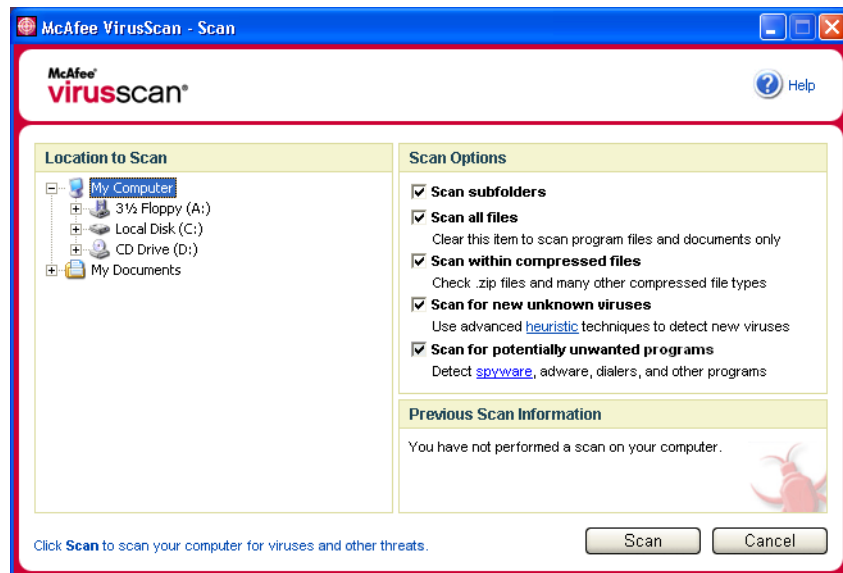 McAfee VirusScan - Scan
McAfee®
virusscan®
? Help
Location to Scan
My Computer
3½ Floppy (A:)
Local Disk (C:)
CD Drive (D:)
My Documents
Scan Options
Scan subfolders
Scan all files
Clear this item to scan program files and documents only
Scan within compressed files
Check .zip files and many other compressed file types
Scan for new unknown viruses
Use advanced heuristic techniques to detect new viruses
Scan for potentially unwanted programs
Detect spyware, adware, dialers, and other programs
Previous Scan Information
You have not performed a scan on your computer.
Click Scan to scan your computer for viruses and other threats.
Scan
Cancel